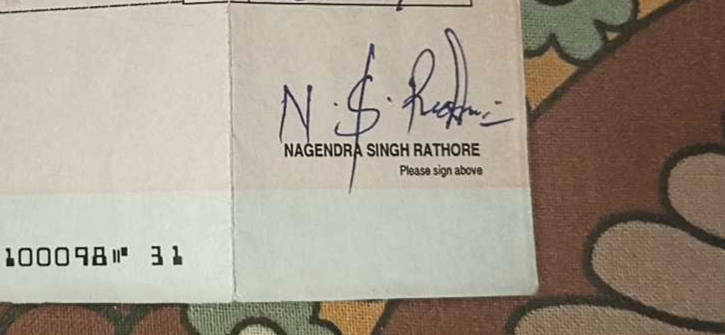 N. S. Rathore
NAGENDRA SINGH RATHORE
Please sign above
100098⑈ 31